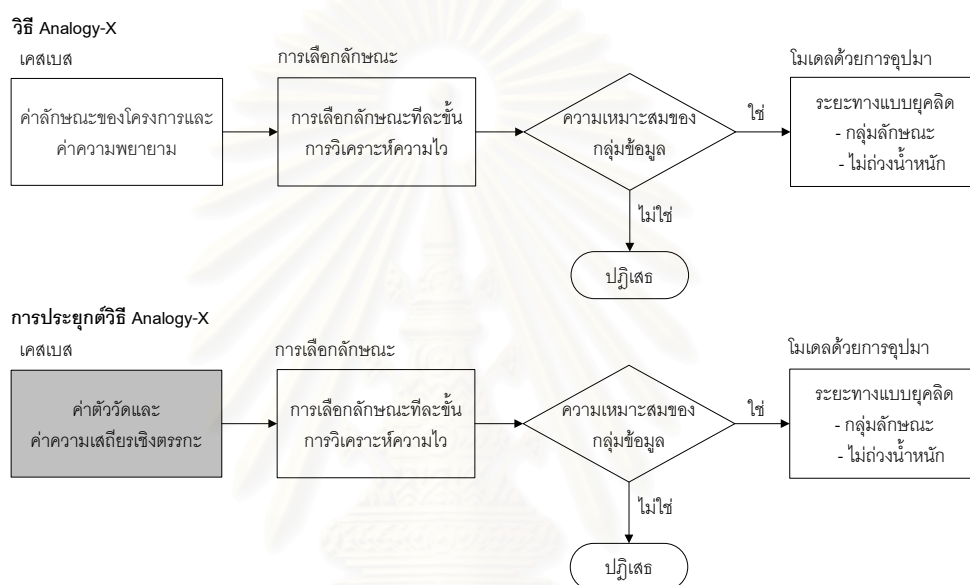 วิธี Analogy-X
เคสเบส
การเลือกลักษณะ
โมเดลด้วยการอุปมา
ค่าลักษณะของโครงการและ
ค่าความพยายาม
การเลือกลักษณะทีละขั้น
การวิเคราะห์ความไว
ความเหมาะสมของ
กลุ่มข้อมูล
ใช่
ระยะทางแบบยุคลิด
- กลุ่มลักษณะ
- ไม่ถ่วงน้ำหนัก
ไม่ใช่
ปฎิเสธ
การประยุกต์วิธี Analogy-X
เคสเบส
การเลือกลักษณะ
โมเดลด้วยการอุปมา
ค่าตัววัดและ
ค่าความเสถียรเชิงตรรกะ
การเลือกลักษณะทีละขั้น
การวิเคราะห์ความไว
ความเหมาะสมของ
กลุ่มข้อมูล
ใช่
ระยะทางแบบยุคลิด
- กลุ่มลักษณะ
- ไม่ถ่วงน้ำหนัก
ไม่ใช่
ปฎิเสธ